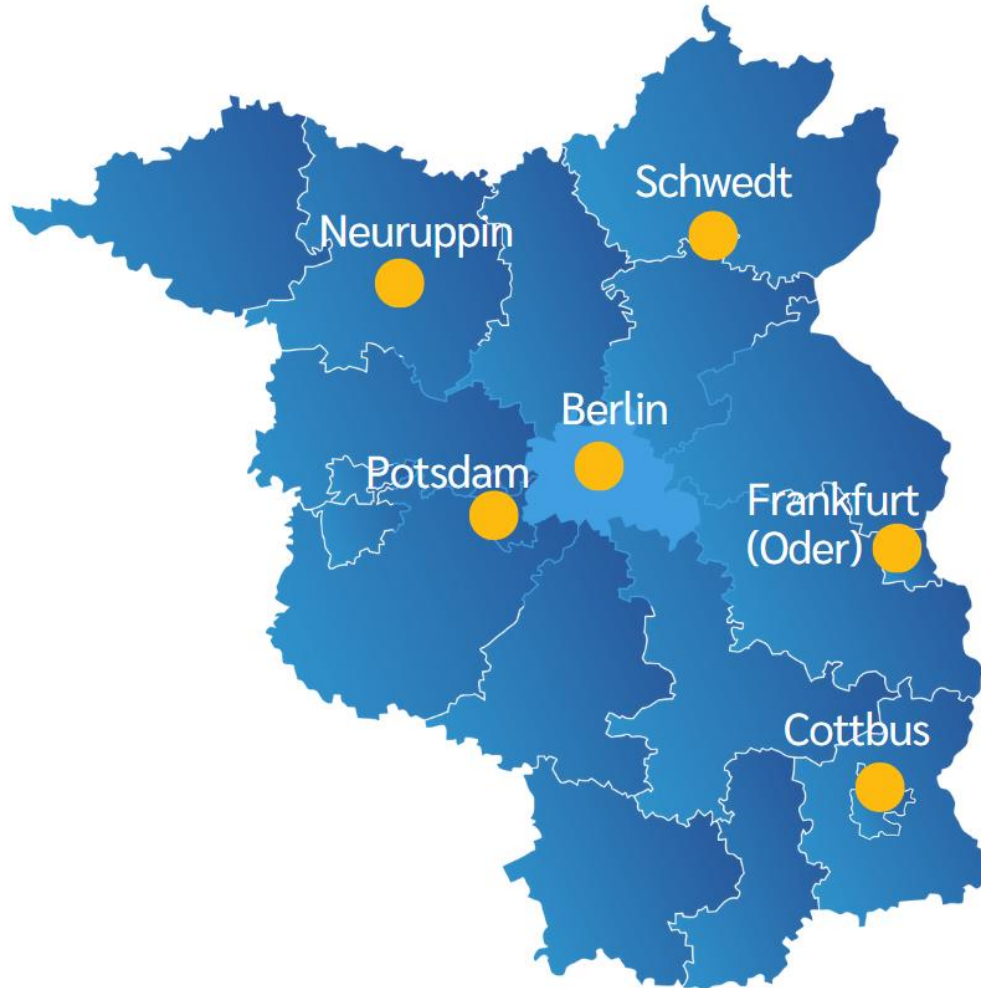 Schwedt
Neuruppin
Berlin
Potsdam
Frankfurt
(Oder)
Cottbus